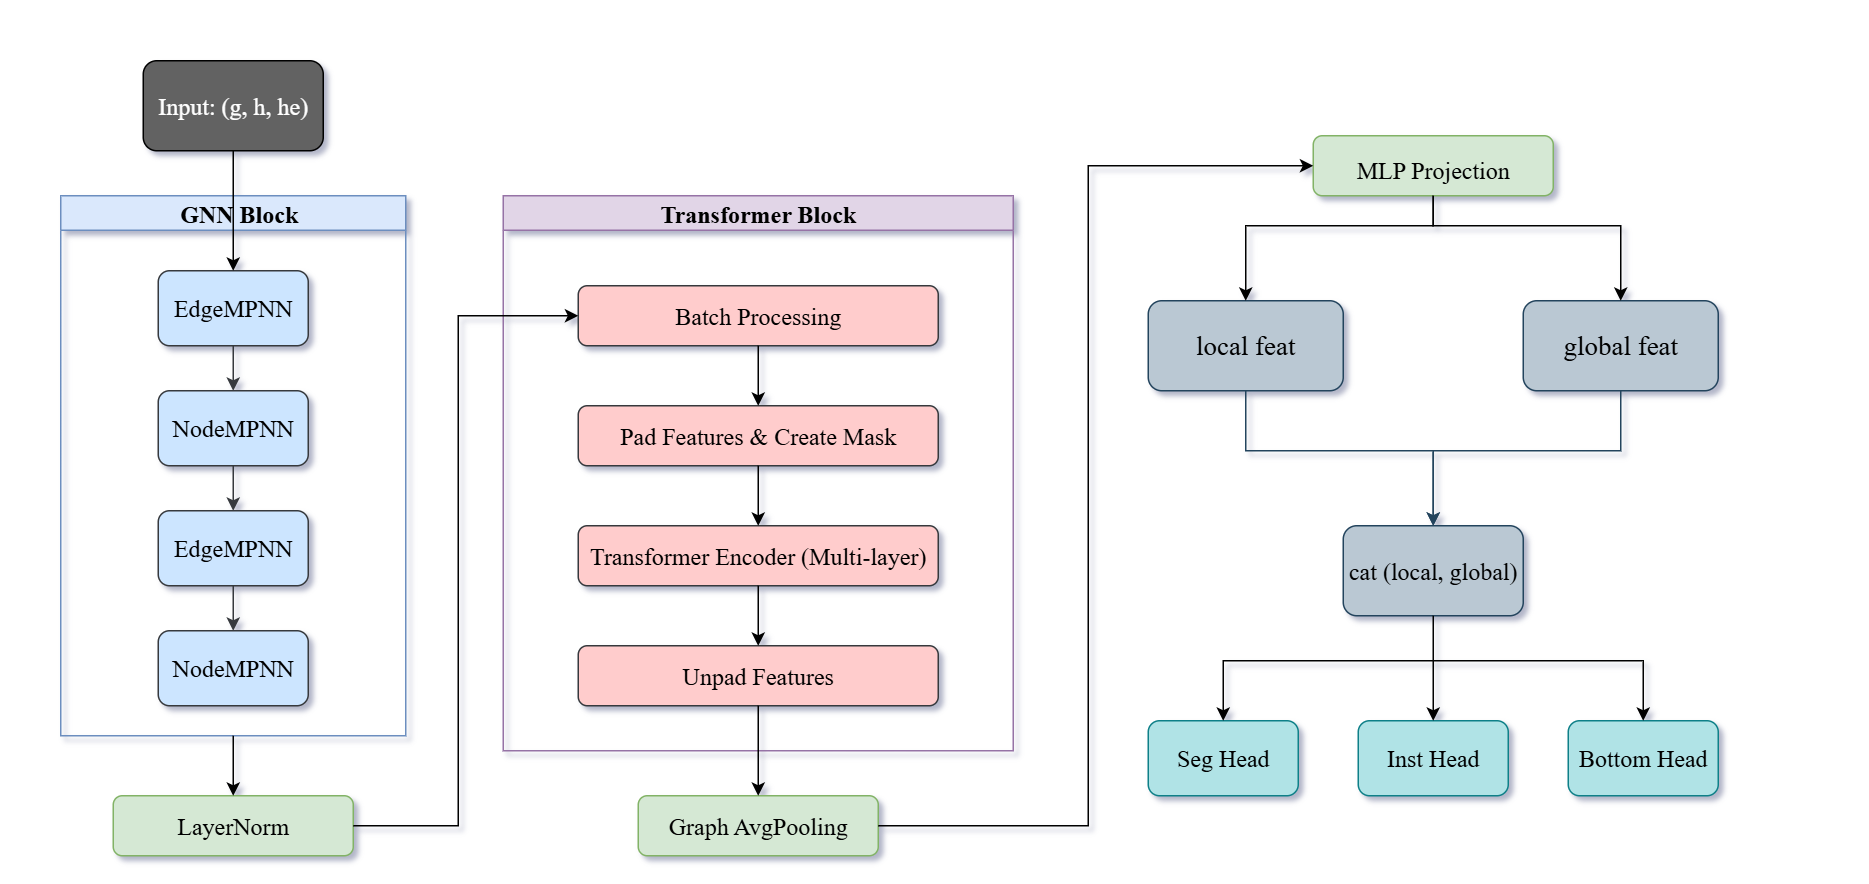 Input: (g, h, he)
GNN Block
EdgeMPNN
NodeMPNN
EdgeMPNN
NodeMPNN
LayerNorm
Transformer Block
Batch Processing
Pad Features & Create Mask
Transformer Encoder (Multi-layer)
Unpad Features
Graph AvgPooling
MLP Projection
local feat
global feat
cat (local, global)
Seg Head
Inst Head
Bottom Head